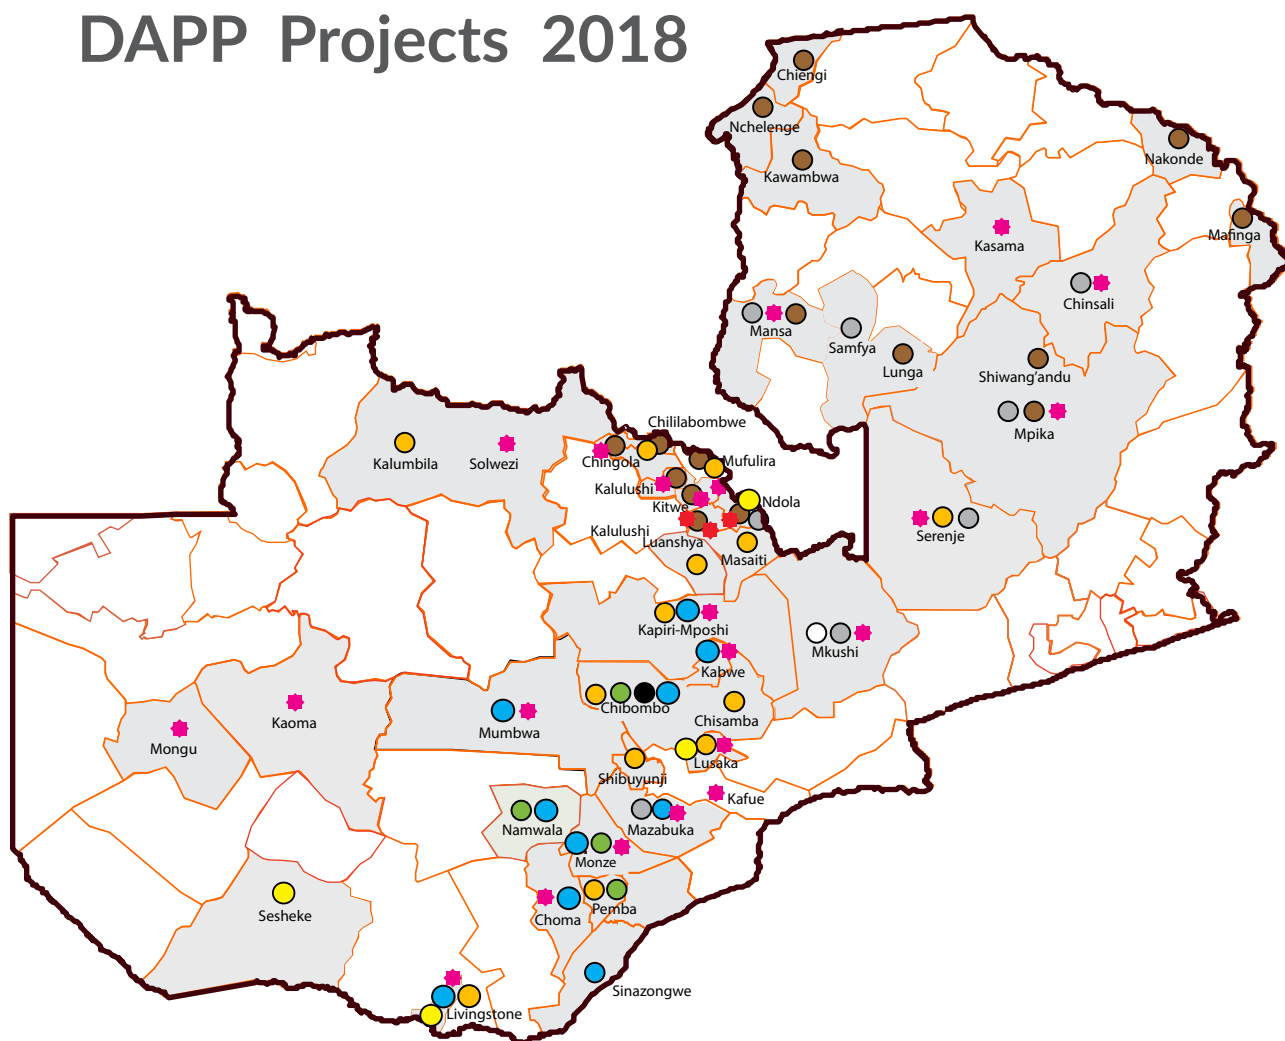 DAPP Projects 2018
Chiengi
Nchelenge
Nakonde
Kawambwa
Mafinga
Kasama
Chinsali
Mansa
Samfya
Lunga
Shiwang'andu
Mpika
Chililabombwe
Kalumbila
Solwezi
Chingola
Mufulira
Kalulushi
Kitwe
Ndola
Kalulushi
Luanshya
Masaiti
Serenje
Kapiri-Mposhi
Mkushi
Kabwe
Kaoma
Chibombo
Chisamba
Mumbwa
Mongu
Lusaka
Shibuyunji
Kafue
Namwala
Mazabuka
Monze
Sesheke
Choma
Pemba
Sinazongwe
Livingstone